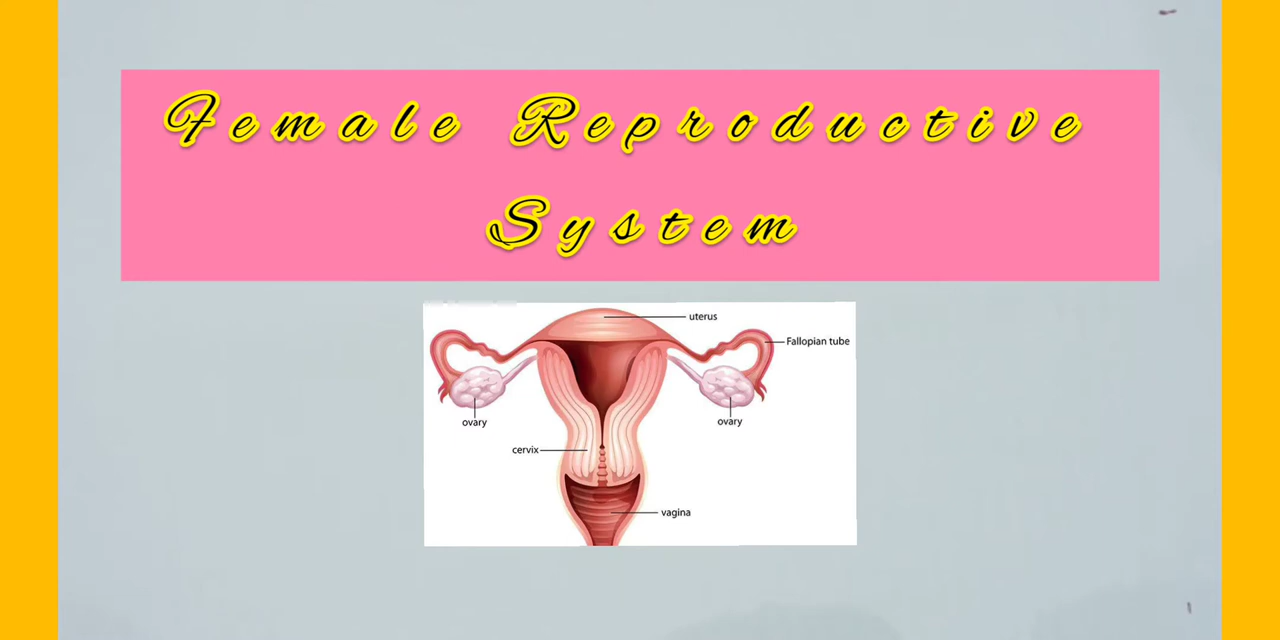 Female Reproductive
System
uterus
Fallopian tube
ovary
ovary
cervix
vagina